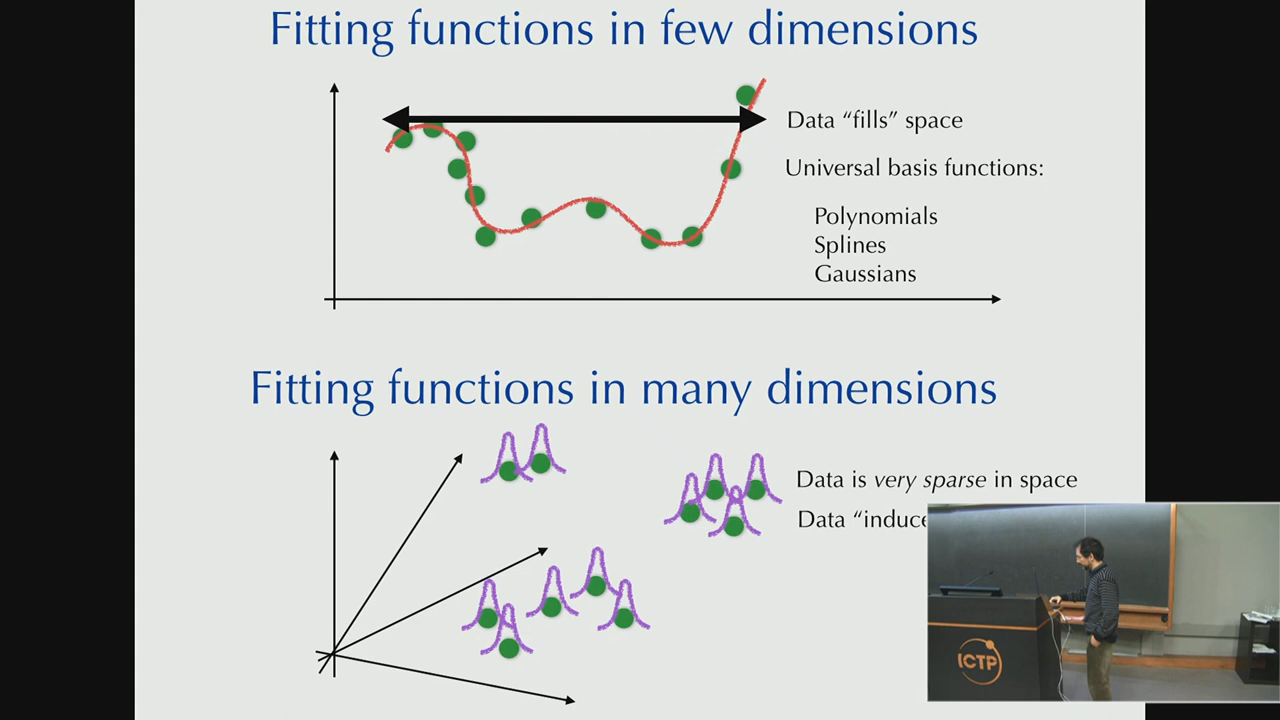 Fitting functions in few dimensions
Data “fills” space
Universal basis functions:
Polynomials
Splines
Gaussians
Fitting functions in many dimensions
Data is very sparse in space
Data “induce
ICTP